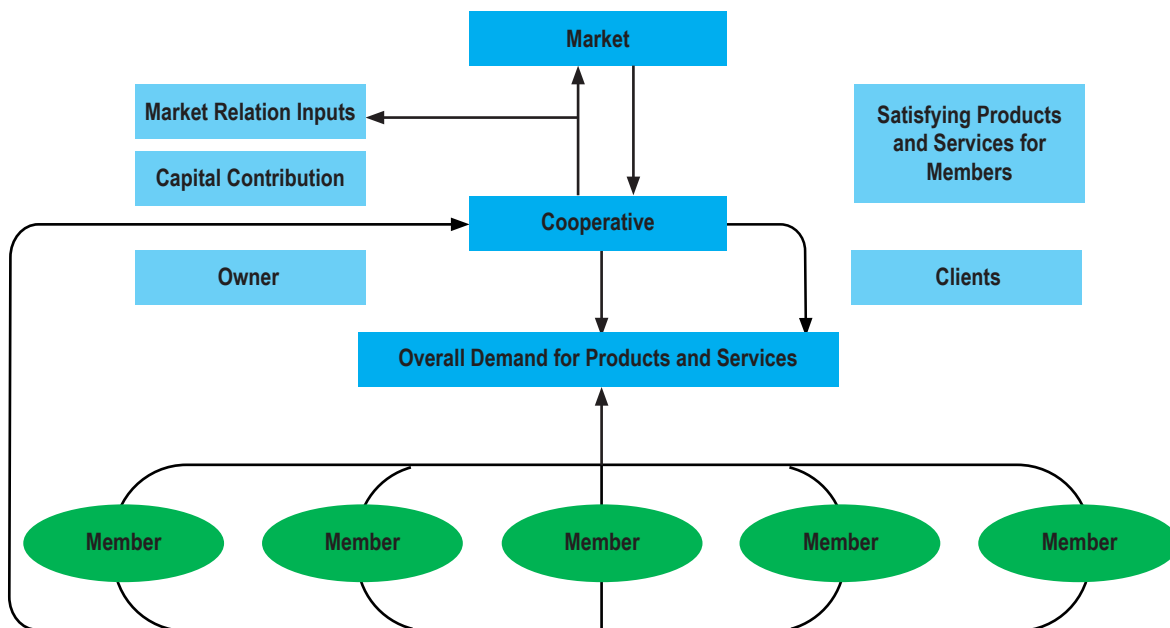 Market
Market Relation Inputs
Capital Contribution
Satisfying Products
and Services for
Members
Cooperative
Owner
Clients
Overall Demand for Products and Services
Member
Member
Member
Member
Member